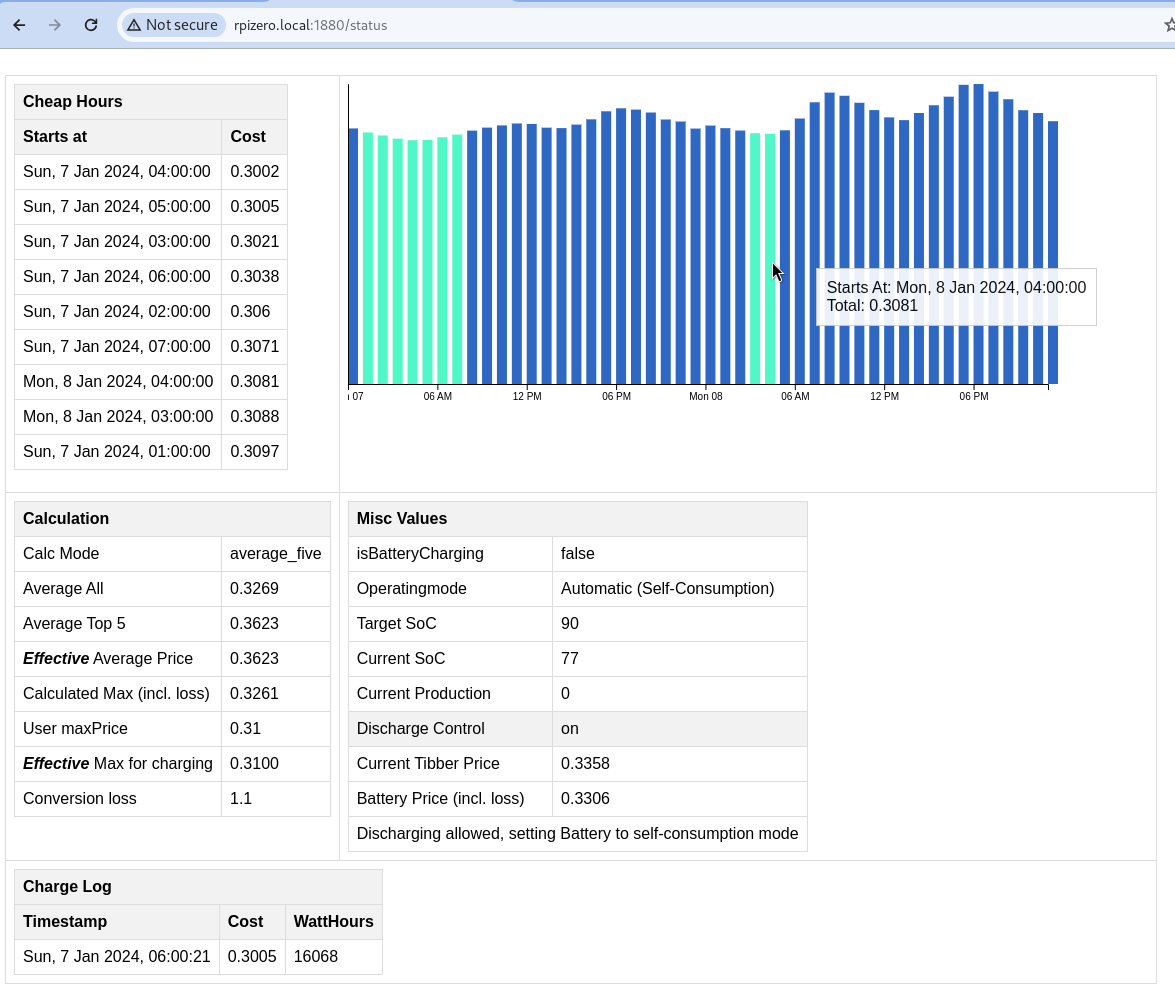 Not secure rpizero.local:1880/status
Cheap Hours
Starts at Cost
Sun, 7 Jan 2024, 04:00:00 0.3002
Sun, 7 Jan 2024, 05:00:00 0.3005
Sun, 7 Jan 2024, 03:00:00 0.3021
Sun, 7 Jan 2024, 06:00:00 0.3038
Sun, 7 Jan 2024, 02:00:00 0.306
Sun, 7 Jan 2024, 07:00:00 0.3071
Mon, 8 Jan 2024, 04:00:00 0.3081
Mon, 8 Jan 2024, 03:00:00 0.3088
Sun, 7 Jan 2024, 01:00:00 0.3097
Starts At: Mon, 8 Jan 2024, 04:00:00
Total: 0.3081
07 06 AM 12 PM 06 PM Mon 08 06 AM 12 PM 06 PM
Calculation
Calc Mode average_five
Average All 0.3269
Average Top 5 0.3623
Effective Average Price 0.3623
Calculated Max (incl. loss) 0.3261
User maxPrice 0.31
Effective Max for charging 0.3100
Conversion loss 1.1
Misc Values
isBatteryCharging false
Operatingmode Automatic (Self-Consumption)
Target SoC 90
Current SoC 77
Current Production 0
Discharge Control on
Current Tibber Price 0.3358
Battery Price (incl. loss) 0.3306
Discharging allowed, setting Battery to self-consumption mode
Charge Log
Timestamp Cost WattHours
Sun, 7 Jan 2024, 06:00:21 0.3005 16068